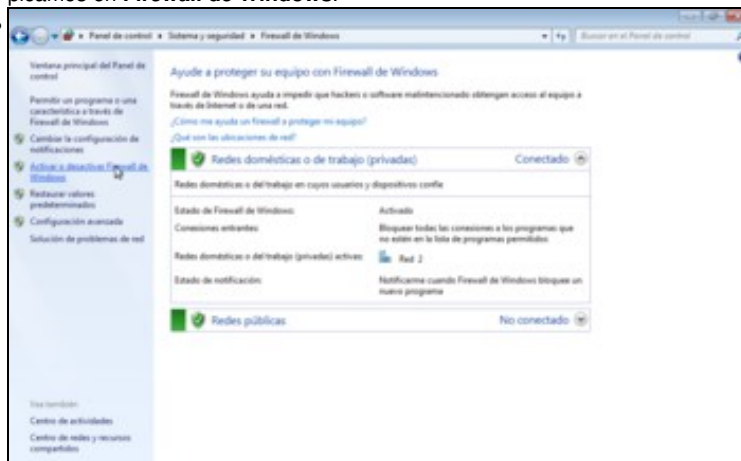 picamos en Firewall de Windows.
Panel de control ▸ Sistema y seguridad ▸ Firewall de Windows
Buscar en el Panel de control
Ventana principal del Panel de
control
Permitir un programa o una
característica a través de
Firewall de Windows
Cambiar la configuración de
notificaciones
Activar o desactivar Firewall de
Windows
Restaurar valores
predeterminados
Configuración avanzada
Solución de problemas de red
Vea también
Centro de actividades
Centro de redes y recursos
compartidos
Ayude a proteger su equipo con Firewall de Windows
Firewall de Windows ayuda a impedir que hackers o software malintencionado obtengan acceso al equipo a
través de Internet o de una red.
¿Cómo me ayuda un firewall a proteger mi equipo?
¿Qué son las ubicaciones de red?
Redes domésticas o de trabajo (privadas) Conectado
Redes domésticas o del trabajo en cuyos usuarios y dispositivos confíe
Estado de Firewall de Windows: Activado
Conexiones entrantes: Bloquear todas las conexiones a los programas que
no estén en la lista de programas permitidos
Redes domésticas o del trabajo (privadas) activas: Red 2
Estado de notificación: Notificarme cuando Firewall de Windows bloquee un
nuevo programa
Redes públicas No conectado